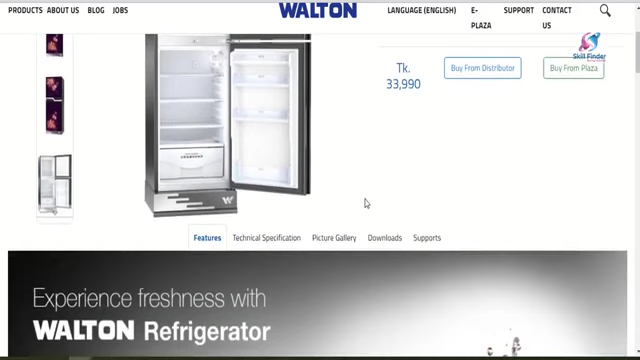 PRODUCTS ABOUT US BLOG JOBS
WALTON
LANGUAGE (ENGLISH) E-PLAZA SUPPORT CONTACT US
Skill Finder
Tk. 33,990
Buy From Distributor
Buy From Plaza
W
Features Technical Specification Picture Gallery Downloads Supports
Experience freshness with
WALTON Refrigerator